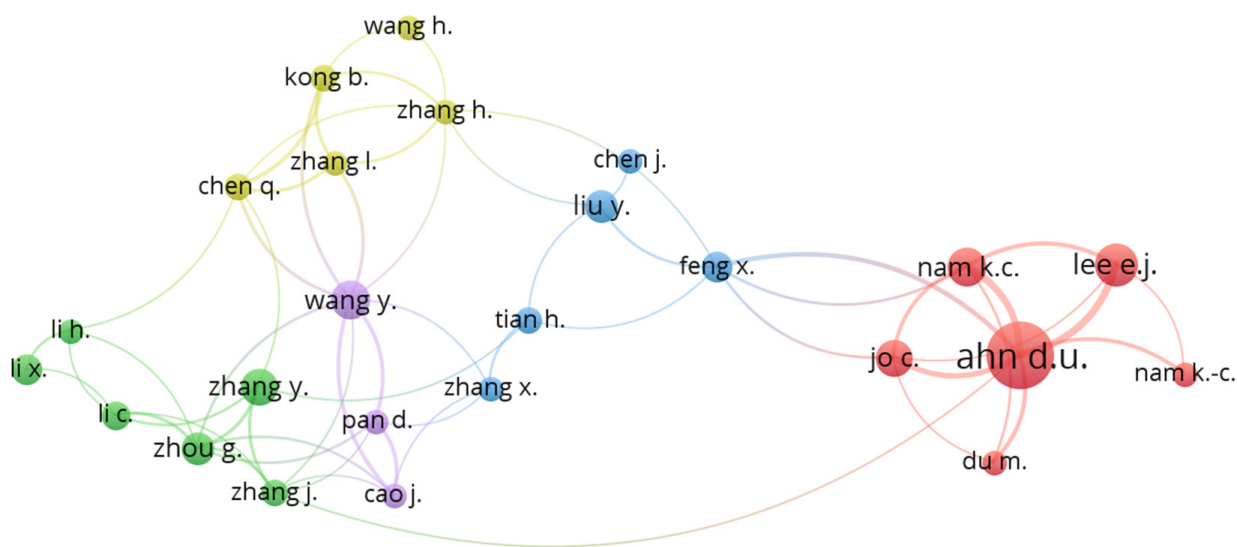 wang h.
kong b.
zhang h.
zhang l.
chen j.
chen q.
liu y.
feng x.
nam k.c.
lee e.j.
wang y.
tian h.
li h.
jo c.
ahn d.u.
li x.
nam k.-c.
zhang y.
zhang x.
li c.
pan d.
zhou g.
du m.
zhang j.
cao j.